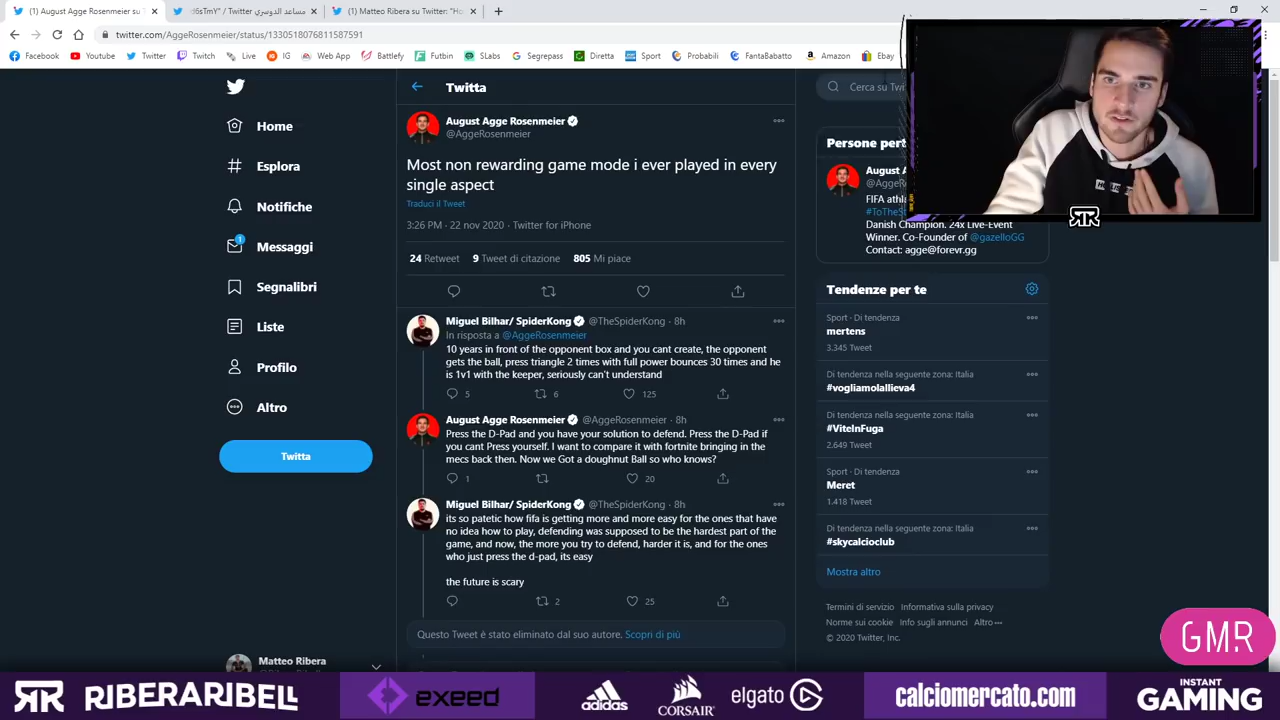 (1) August Agge Rosenmeier su T
مساعد الدوسري Twitter
(1) Matteo Ribera su Twitter: "Ho
twitter.com/AggeRosenmeier/status/1330518076811587591
Facebook
YouTube
Twitter
Twitch
Live
IG
Web App
Battlefy
Futbin
SLabs
Segrepass
Diretta
Sport
Probabili
FantaBabatto
Amazon
Ebay
Twitta
Cerca su Twi
Home
Esplora
Notifiche
1
Messaggi
Segnalibri
Liste
Profilo
Altro
Twitta
Matteo Ribera
August Agge Rosenmeier
@AggeRosenmeier
Most non rewarding game mode i ever played in every
single aspect
Traduci il Tweet
3:26 PM · 22 nov 2020 · Twitter for iPhone
24 Retweet 9 Tweet di citazione 805 Mi piace
Miguel Bilhar/ SpiderKong @TheSpiderKong · 8h
In risposta a @AggeRosenmeier
10 years in front of the opponent box and you cant create, the opponent
gets the ball, press triangle 2 times with full power bounces 30 times and he
is 1v1 with the keeper, seriously can't understand
5 6 125
August Agge Rosenmeier @AggeRosenmeier · 8h
Press the D-Pad and you have your solution to defend. Press the D-Pad if
you cant Press yourself. I want to compare it with fortnite bringing in the
mecs back then. Now we Got a doughnut Ball so who knows?
1 20
Miguel Bilhar/ SpiderKong @TheSpiderKong · 8h
its so patetic how fifa is getting more and more easy for the ones that have
no idea how to play, defending was supposed to be the hardest part of the
game, and now, the more you try to defend, harder it is, and for the ones
who just press the d-pad, its easy
the future is scary
2 25
Questo Tweet è stato eliminato dal suo autore. Scopri di più
Persone pert
August A
@AggeR
FIFA athla
#ToTheS
Danish Champion. 24x Live-Event
Winner. Co-Founder of @gazelloGG
Contact: agge@forevr.gg
Tendenze per te
Sport · Di tendenza
mertens
3.345 Tweet
Di tendenza nella seguente zona: Italia
#vogliamolallieva4
Di tendenza nella seguente zona: Italia
#ViteInFuga
2.649 Tweet
Sport · Di tendenza
Meret
1.418 Tweet
Di tendenza nella seguente zona: Italia
#skycalcioclub
Mostra altro
Termini di servizio Informativa sulla privacy
Norme sui cookie Info sugli annunci Altro
© 2020 Twitter, Inc.
GMR
RIBERARIBELL
exeed
adidas
CORSAIR
elgato
calciomercato.com
INSTANT
GAMING